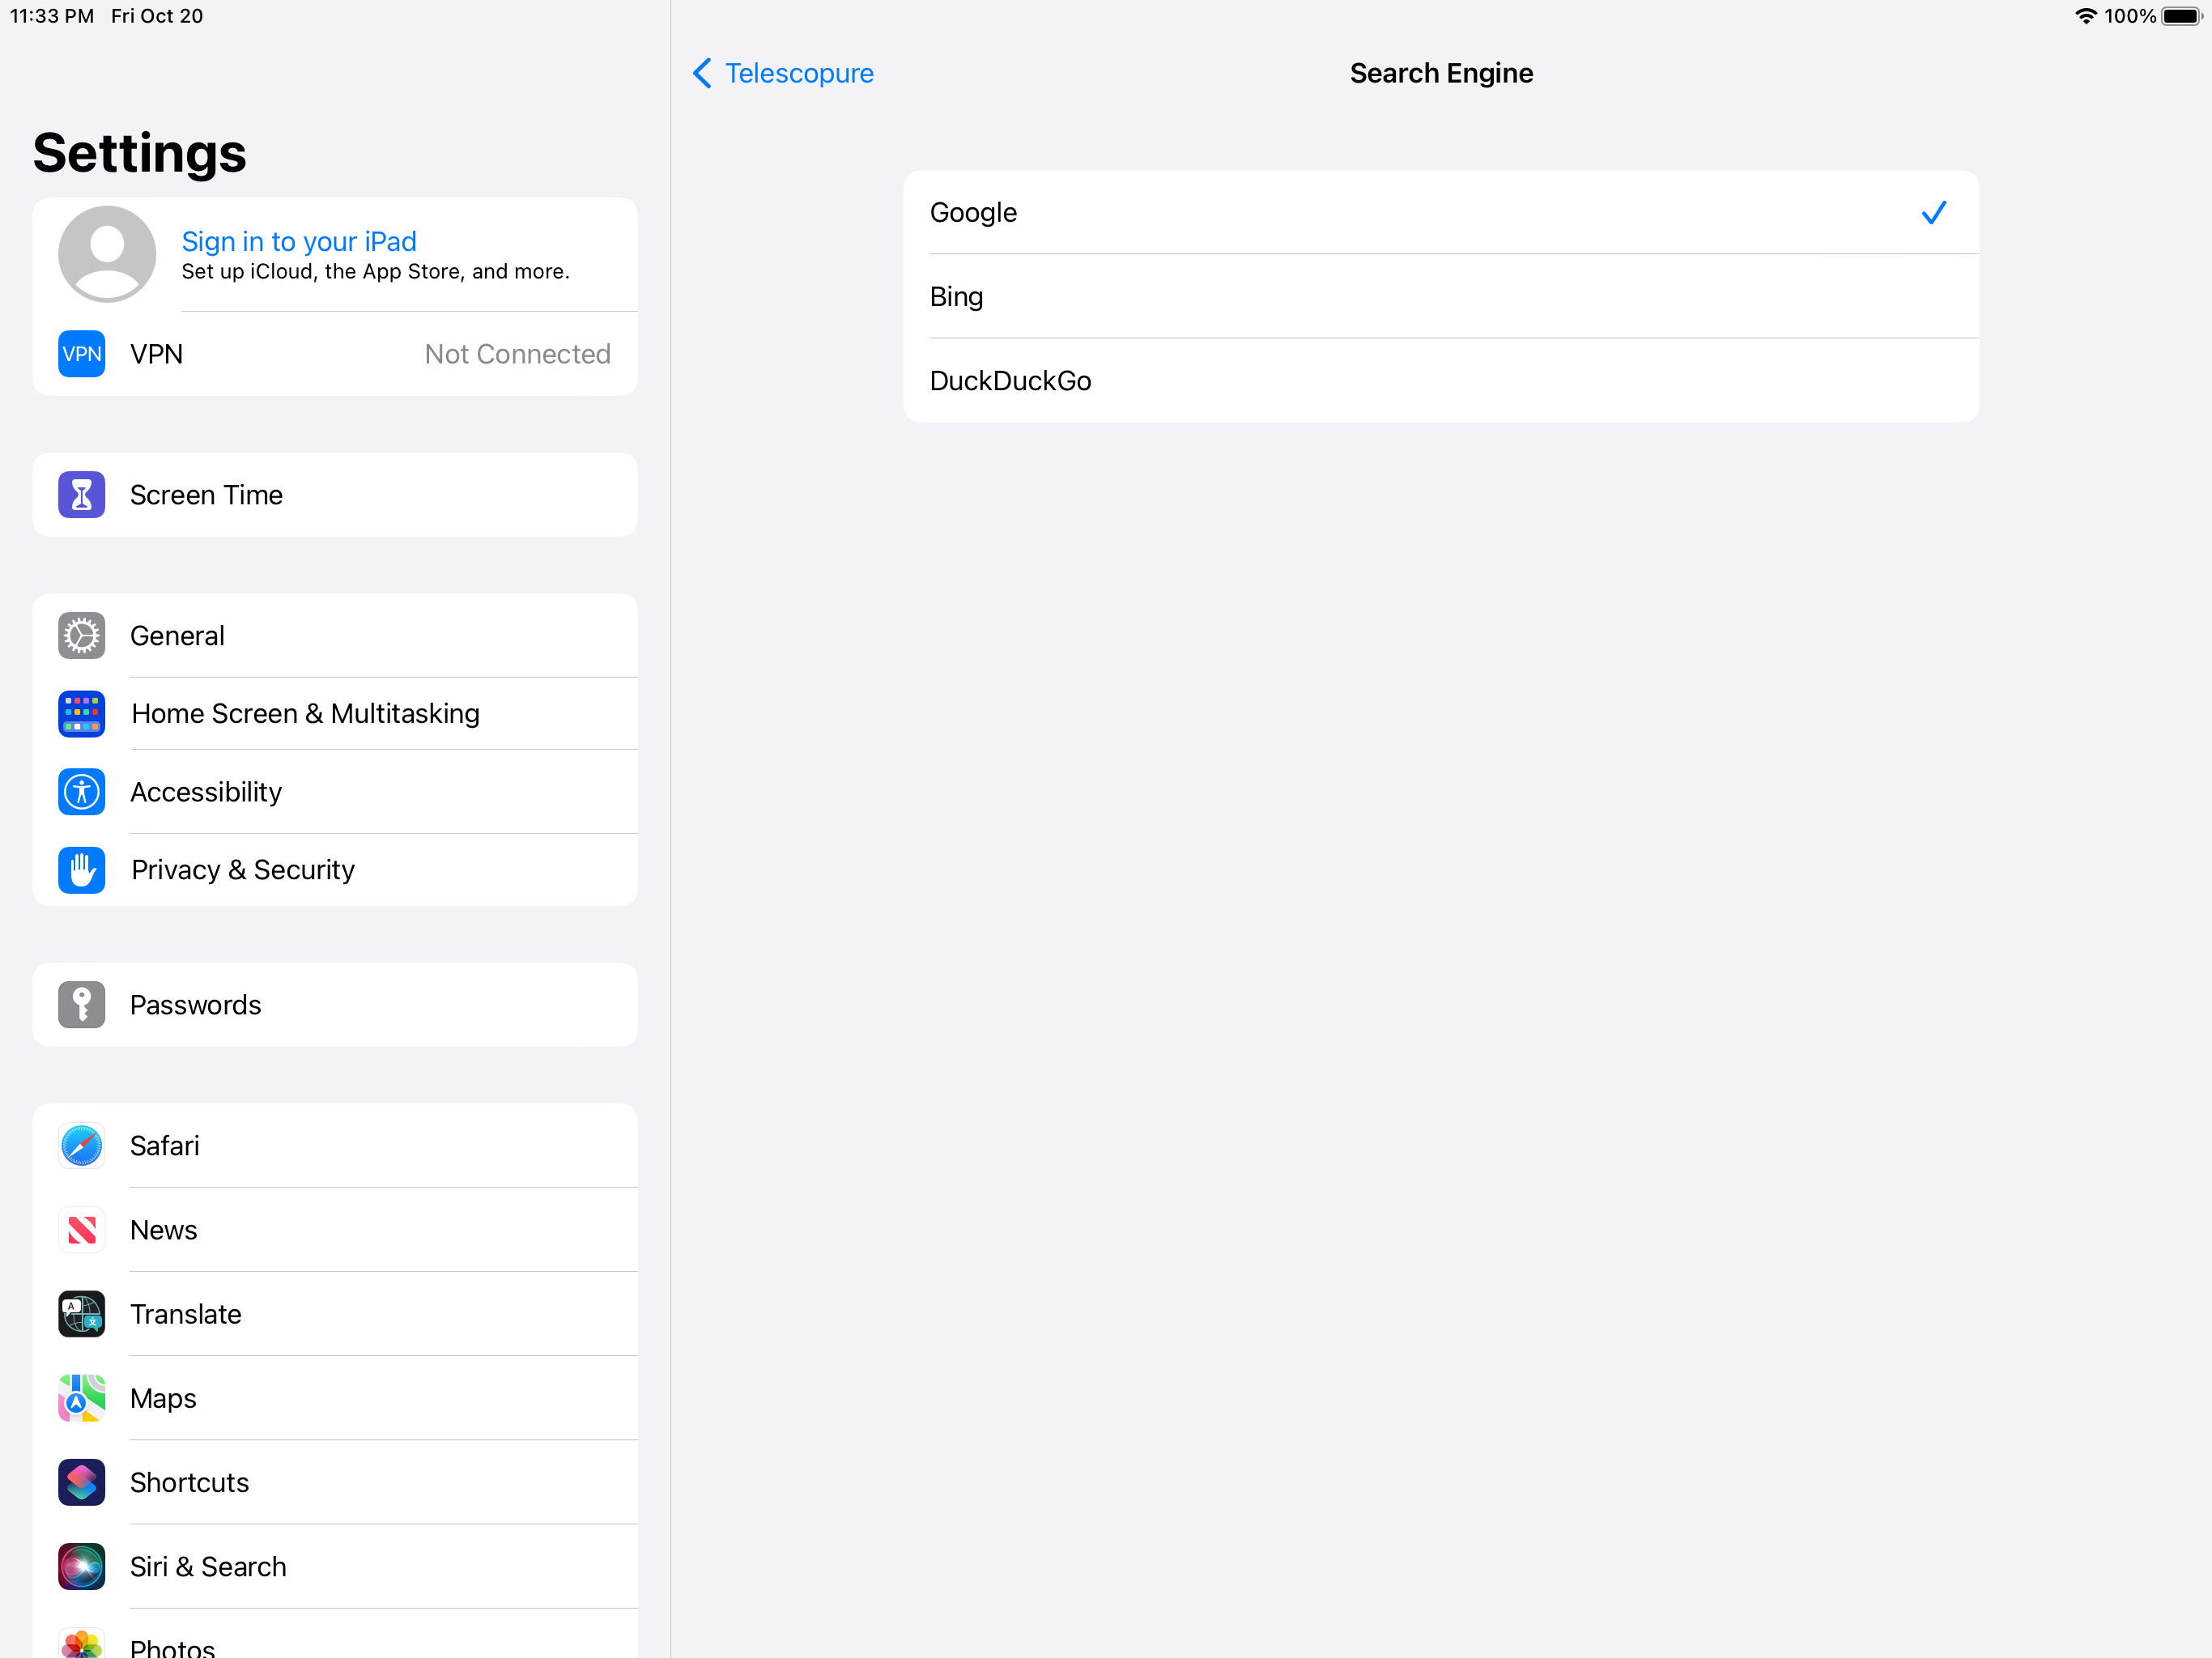 11:33 PM Fri Oct 20
100%
Settings
Sign in to your iPad
Set up iCloud, the App Store, and more.
VPN VPN Not Connected
Screen Time
General
Home Screen & Multitasking
Accessibility
Privacy & Security
Passwords
Safari
News
Translate
Maps
Shortcuts
Siri & Search
Photos
Telescopure
Search Engine
Google
Bing
DuckDuckGo